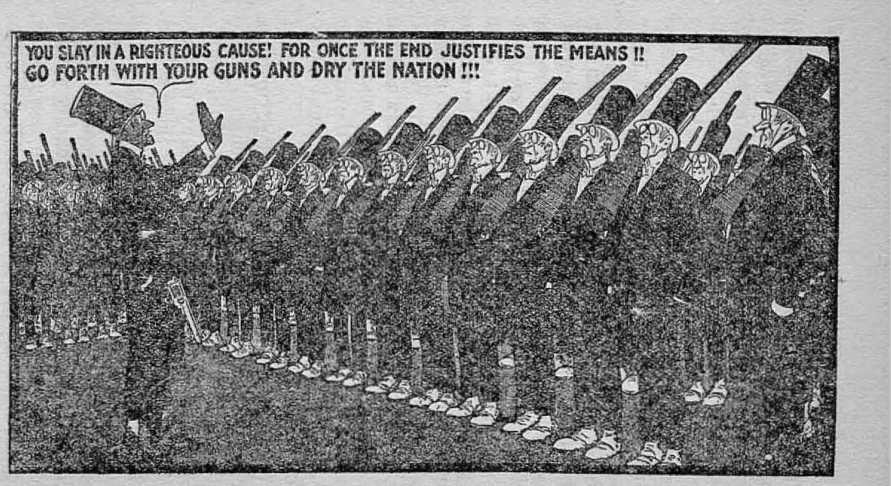 YOU SLAY IN A RIGHTEOUS CAUSE! FOR ONCE THE END JUSTIFIES THE MEANS!!
GO FORTH WITH YOUR GUNS AND DRY THE NATION!!!